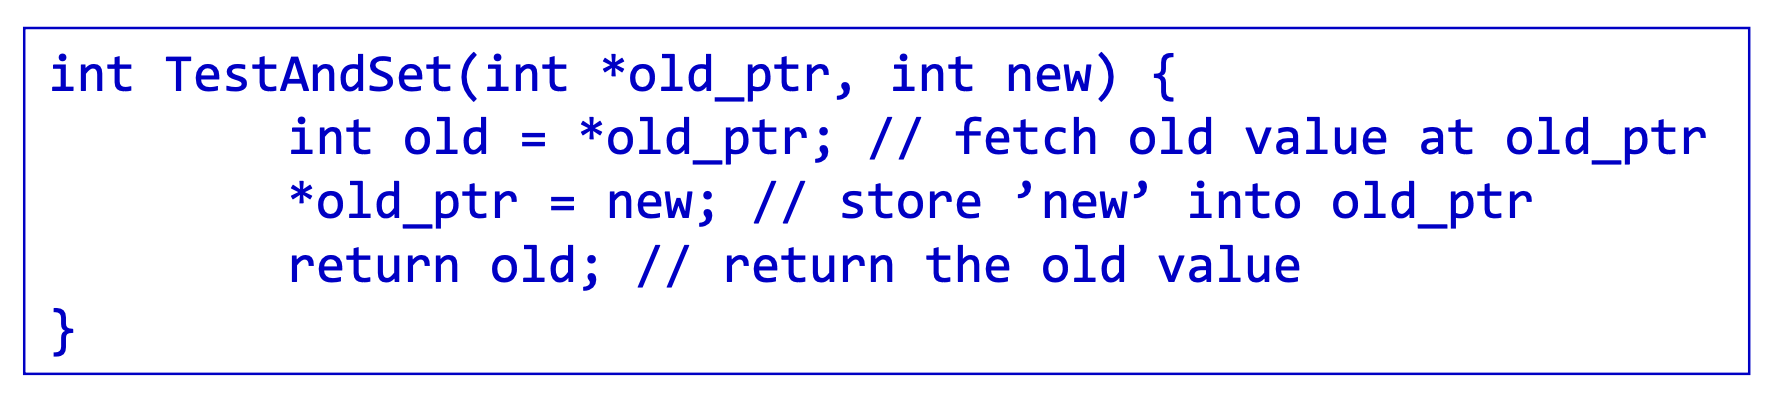 int TestAndSet(int *old_ptr, int new) {
int old = *old_ptr; // fetch old value at old_ptr
*old_ptr = new; // store ’new’ into old_ptr
return old; // return the old value
}